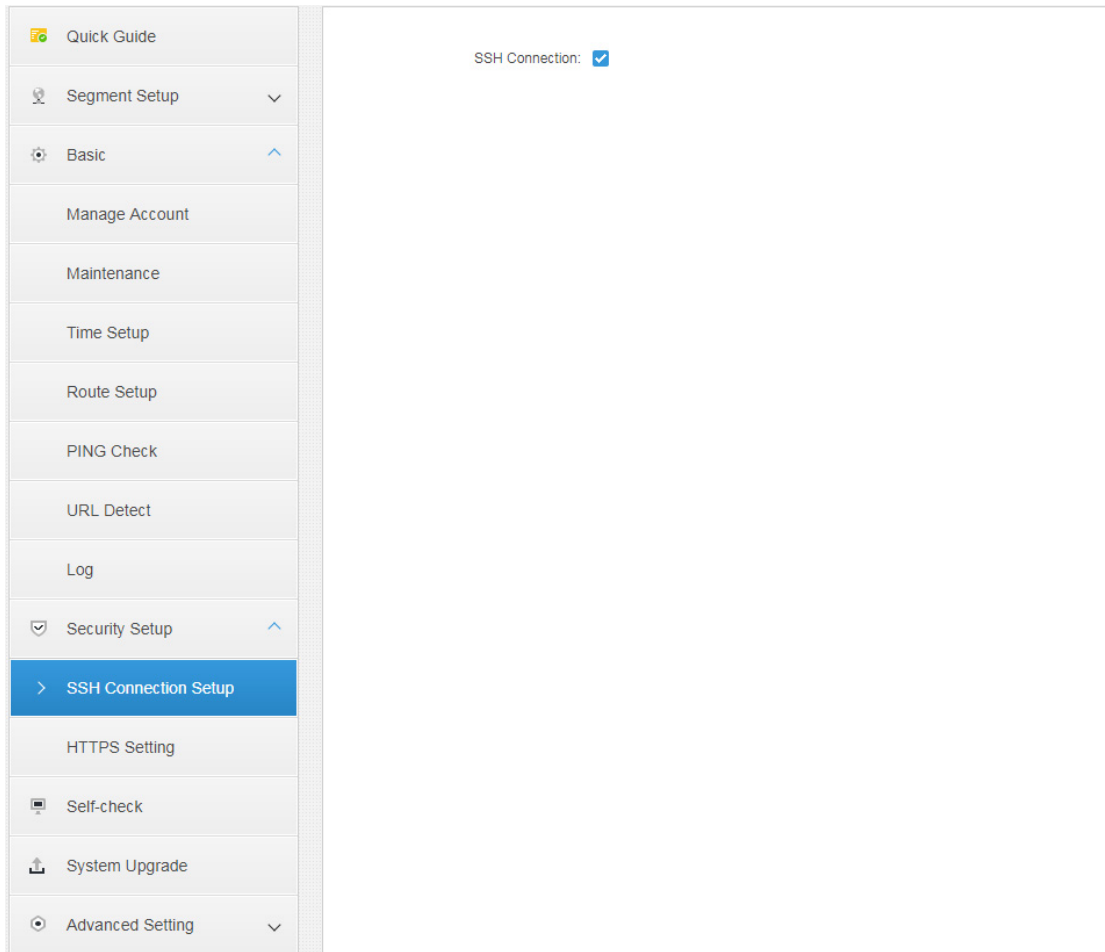 Quick Guide
SSH Connection:
Segment Setup
Basic
Manage Account
Maintenance
Time Setup
Route Setup
PING Check
URL Detect
Log
Security Setup
SSH Connection Setup
HTTPS Setting
Self-check
System Upgrade
Advanced Setting